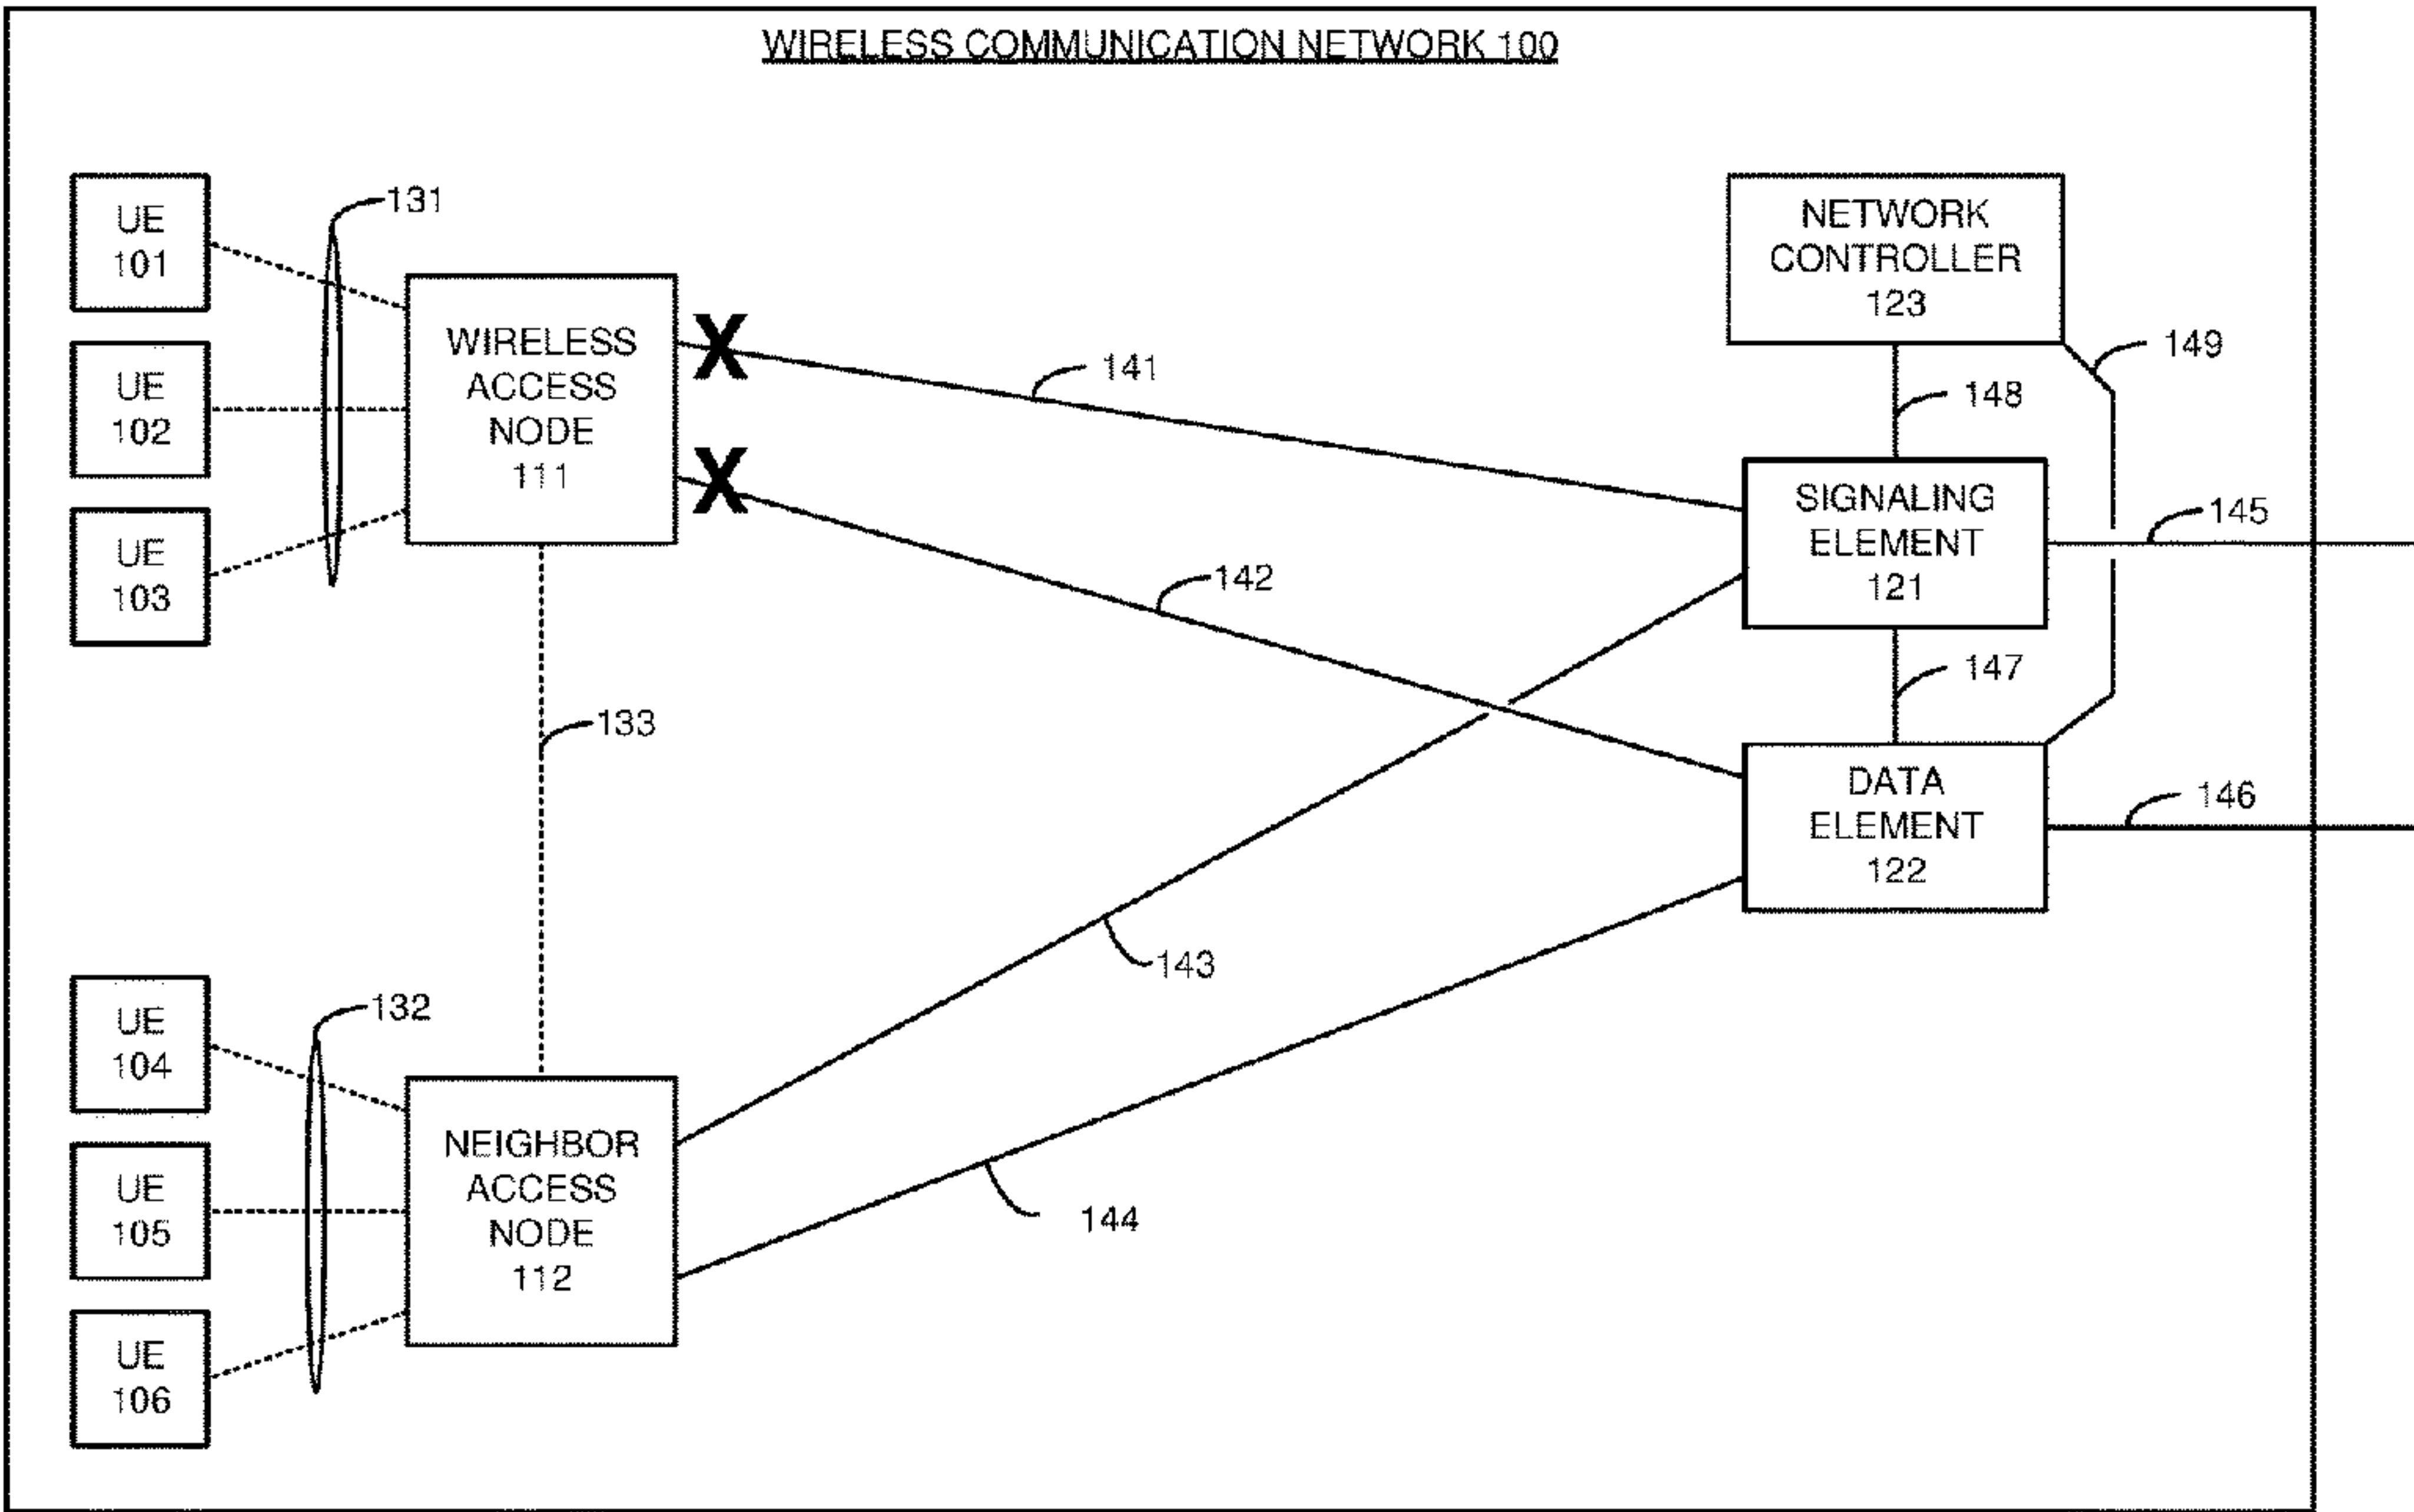 WIRELESS COMMUNICATION NETWORK 100
UE
101
UE
102
UE
103
131
WIRELESS
ACCESS
NODE
111
X
X
141
142
NETWORK
CONTROLLER
123
149
148
SIGNALING
ELEMENT
121
145
147
133
DATA
ELEMENT
122
146
143
144
UE
104
UE
105
UE
106
132
NEIGHBOR
ACCESS
NODE
112